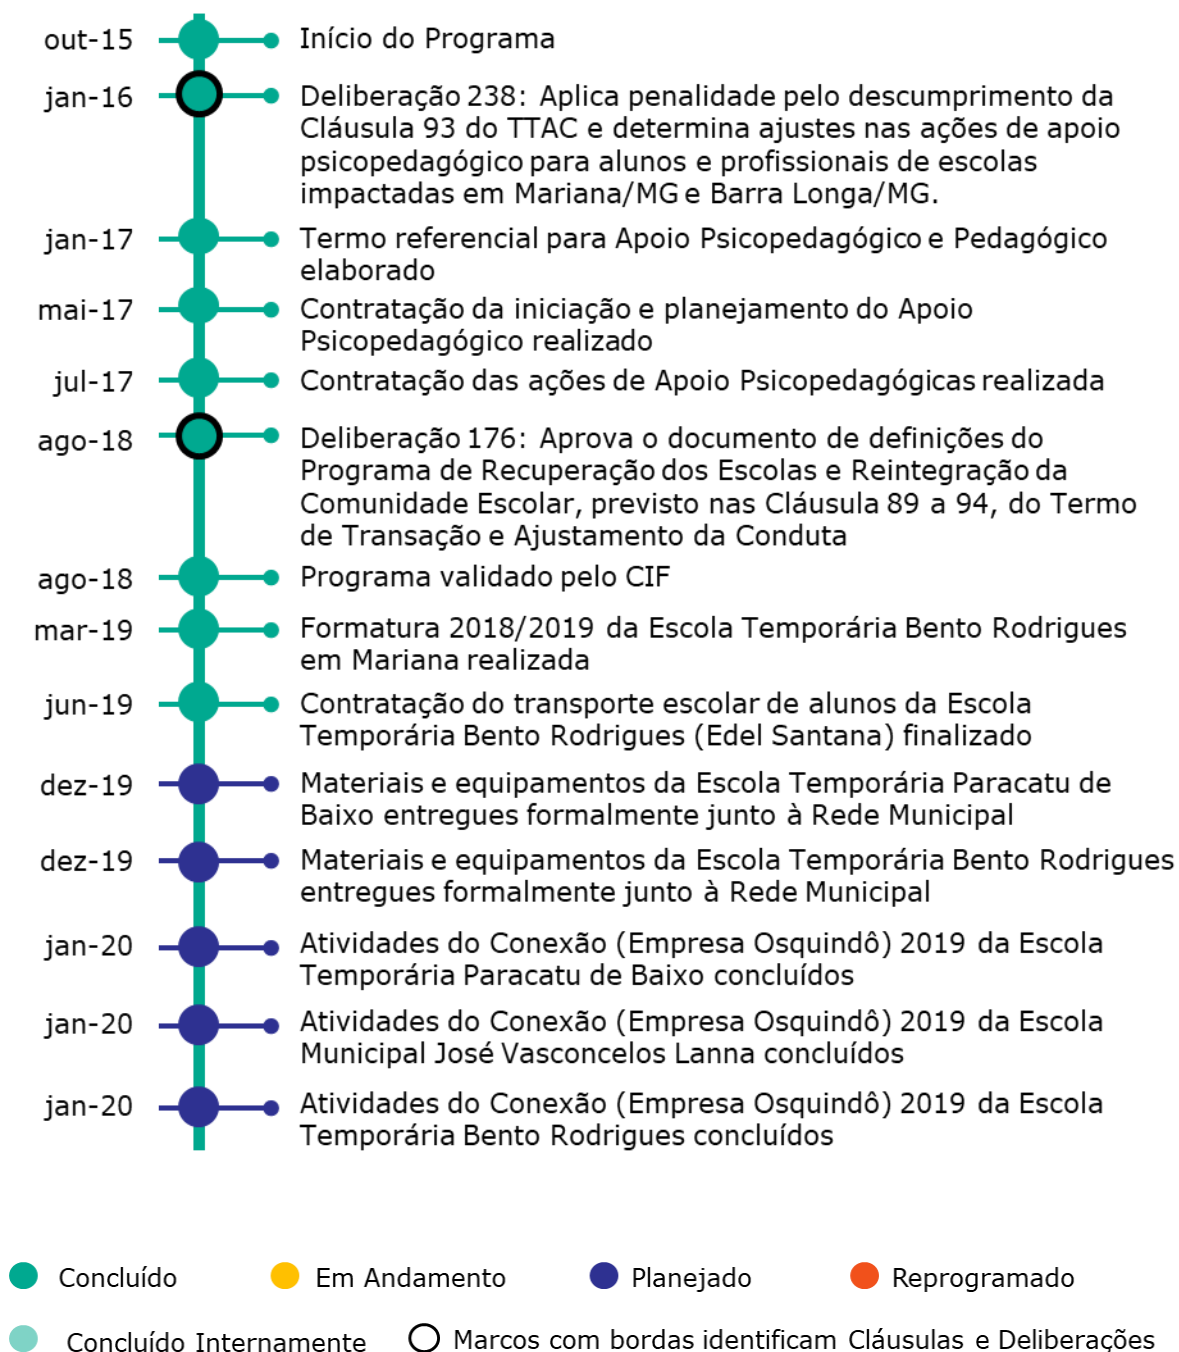 out-15 Início do Programa
jan-16 Deliberação 238: Aplica penalidade pelo descumprimento da
Cláusula 93 do TTAC e determina ajustes nas ações de apoio
psicopedagógico para alunos e profissionais de escolas
impactadas em Mariana/MG e Barra Longa/MG.
jan-17 Termo referencial para Apoio Psicopedagógico e Pedagógico
elaborado
mai-17 Contratação da iniciação e planejamento do Apoio
Psicopedagógico realizado
jul-17 Contratação das ações de Apoio Psicopedagógicas realizada
ago-18 Deliberação 176: Aprova o documento de definições do
Programa de Recuperação dos Escolas e Reintegração da
Comunidade Escolar, previsto nas Cláusula 89 a 94, do Termo
de Transação e Ajustamento da Conduta
ago-18 Programa validado pelo CIF
mar-19 Formatura 2018/2019 da Escola Temporária Bento Rodrigues
em Mariana realizada
jun-19 Contratação do transporte escolar de alunos da Escola
Temporária Bento Rodrigues (Edel Santana) finalizado
dez-19 Materiais e equipamentos da Escola Temporária Paracatu de
Baixo entregues formalmente junto à Rede Municipal
dez-19 Materiais e equipamentos da Escola Temporária Bento Rodrigues
entregues formalmente junto à Rede Municipal
jan-20 Atividades do Conexão (Empresa Osquindô) 2019 da Escola
Temporária Paracatu de Baixo concluídos
jan-20 Atividades do Conexão (Empresa Osquindô) 2019 da Escola
Municipal José Vasconcelos Lanna concluídos
jan-20 Atividades do Conexão (Empresa Osquindô) 2019 da Escola
Temporária Bento Rodrigues concluídos
Concluído Em Andamento Planejado Reprogramado
Concluído Internamente Marcos com bordas identificam Cláusulas e Deliberações